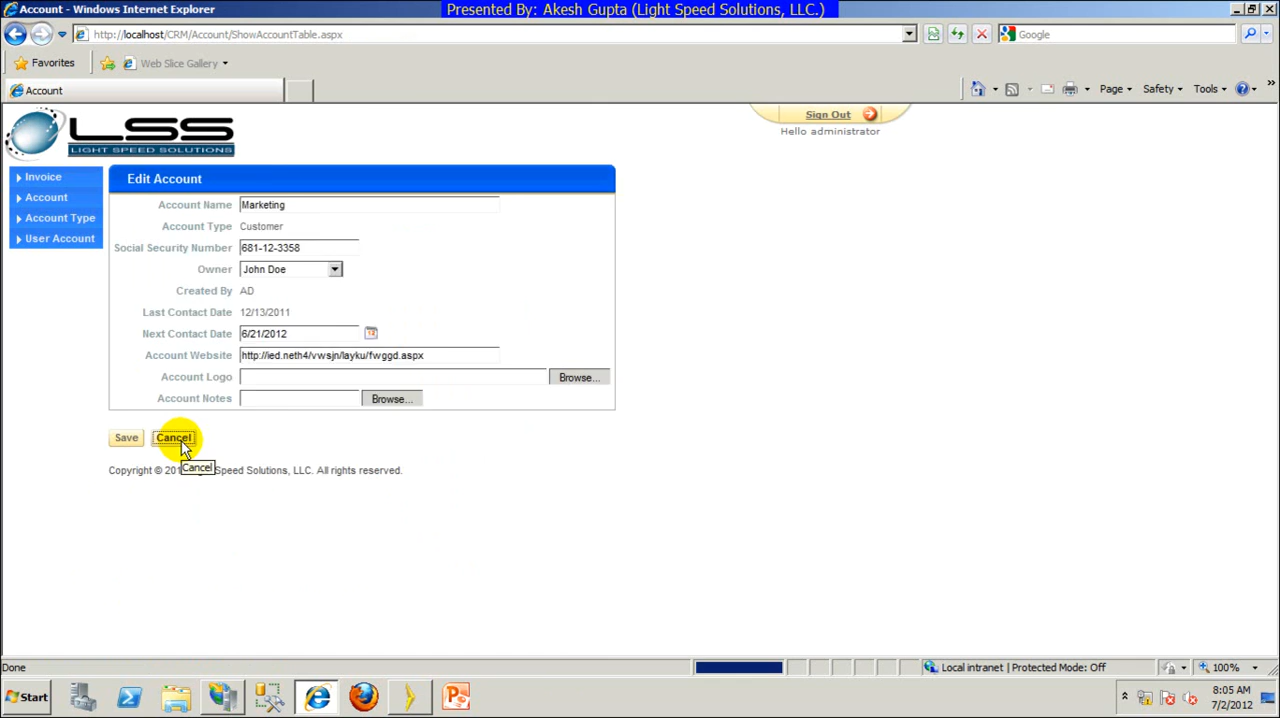 Account - Windows Internet Explorer
Presented By: Akesh Gupta (Light Speed Solutions, LLC.)
http://localhost/CRM/Account/ShowAccountTable.aspx
Google
Favorites
Web Slice Gallery
Account
Page
Safety
Tools
LSS
LIGHT SPEED SOLUTIONS
Sign Out
Hello administrator
Invoice
Account
Account Type
User Account
Edit Account
Account Name Marketing
Account Type Customer
Social Security Number 681-12-3358
Owner John Doe
Created By AD
Last Contact Date 12/13/2011
Next Contact Date 6/21/2012
Account Website http://ied.neth4/vwsjn/layku/fwggd.aspx
Account Logo Browse...
Account Notes Browse...
Save Cancel
Cancel
Copyright © Speed Solutions, LLC. All rights reserved.
Done
Local intranet | Protected Mode: Off
100%
Start
8:05 AM
7/2/2012